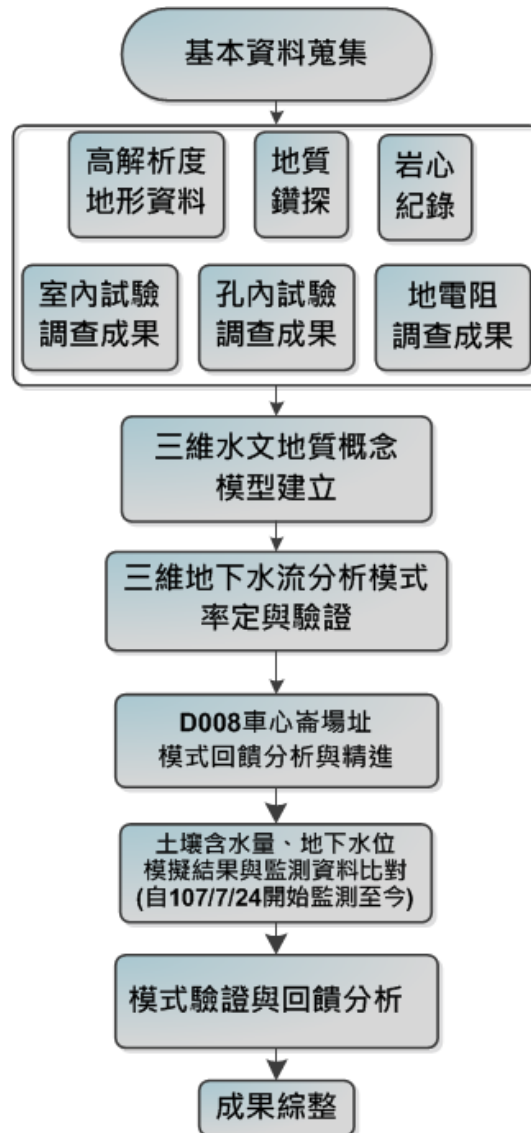 基本資料蒐集
高解析度
地形資料
地質
鑽探
岩心
紀錄
室內試驗
調查成果
孔內試驗
調查成果
地電阻
調查成果
三維水文地質概念
模型建立
三維地下水流分析模式
率定與驗證
D008車心崙場址
模式回饋分析與精進
土壤含水量、地下水位
模擬結果與監測資料比對
(自107/7/24開始監測至今)
模式驗證與回饋分析
成果綜整